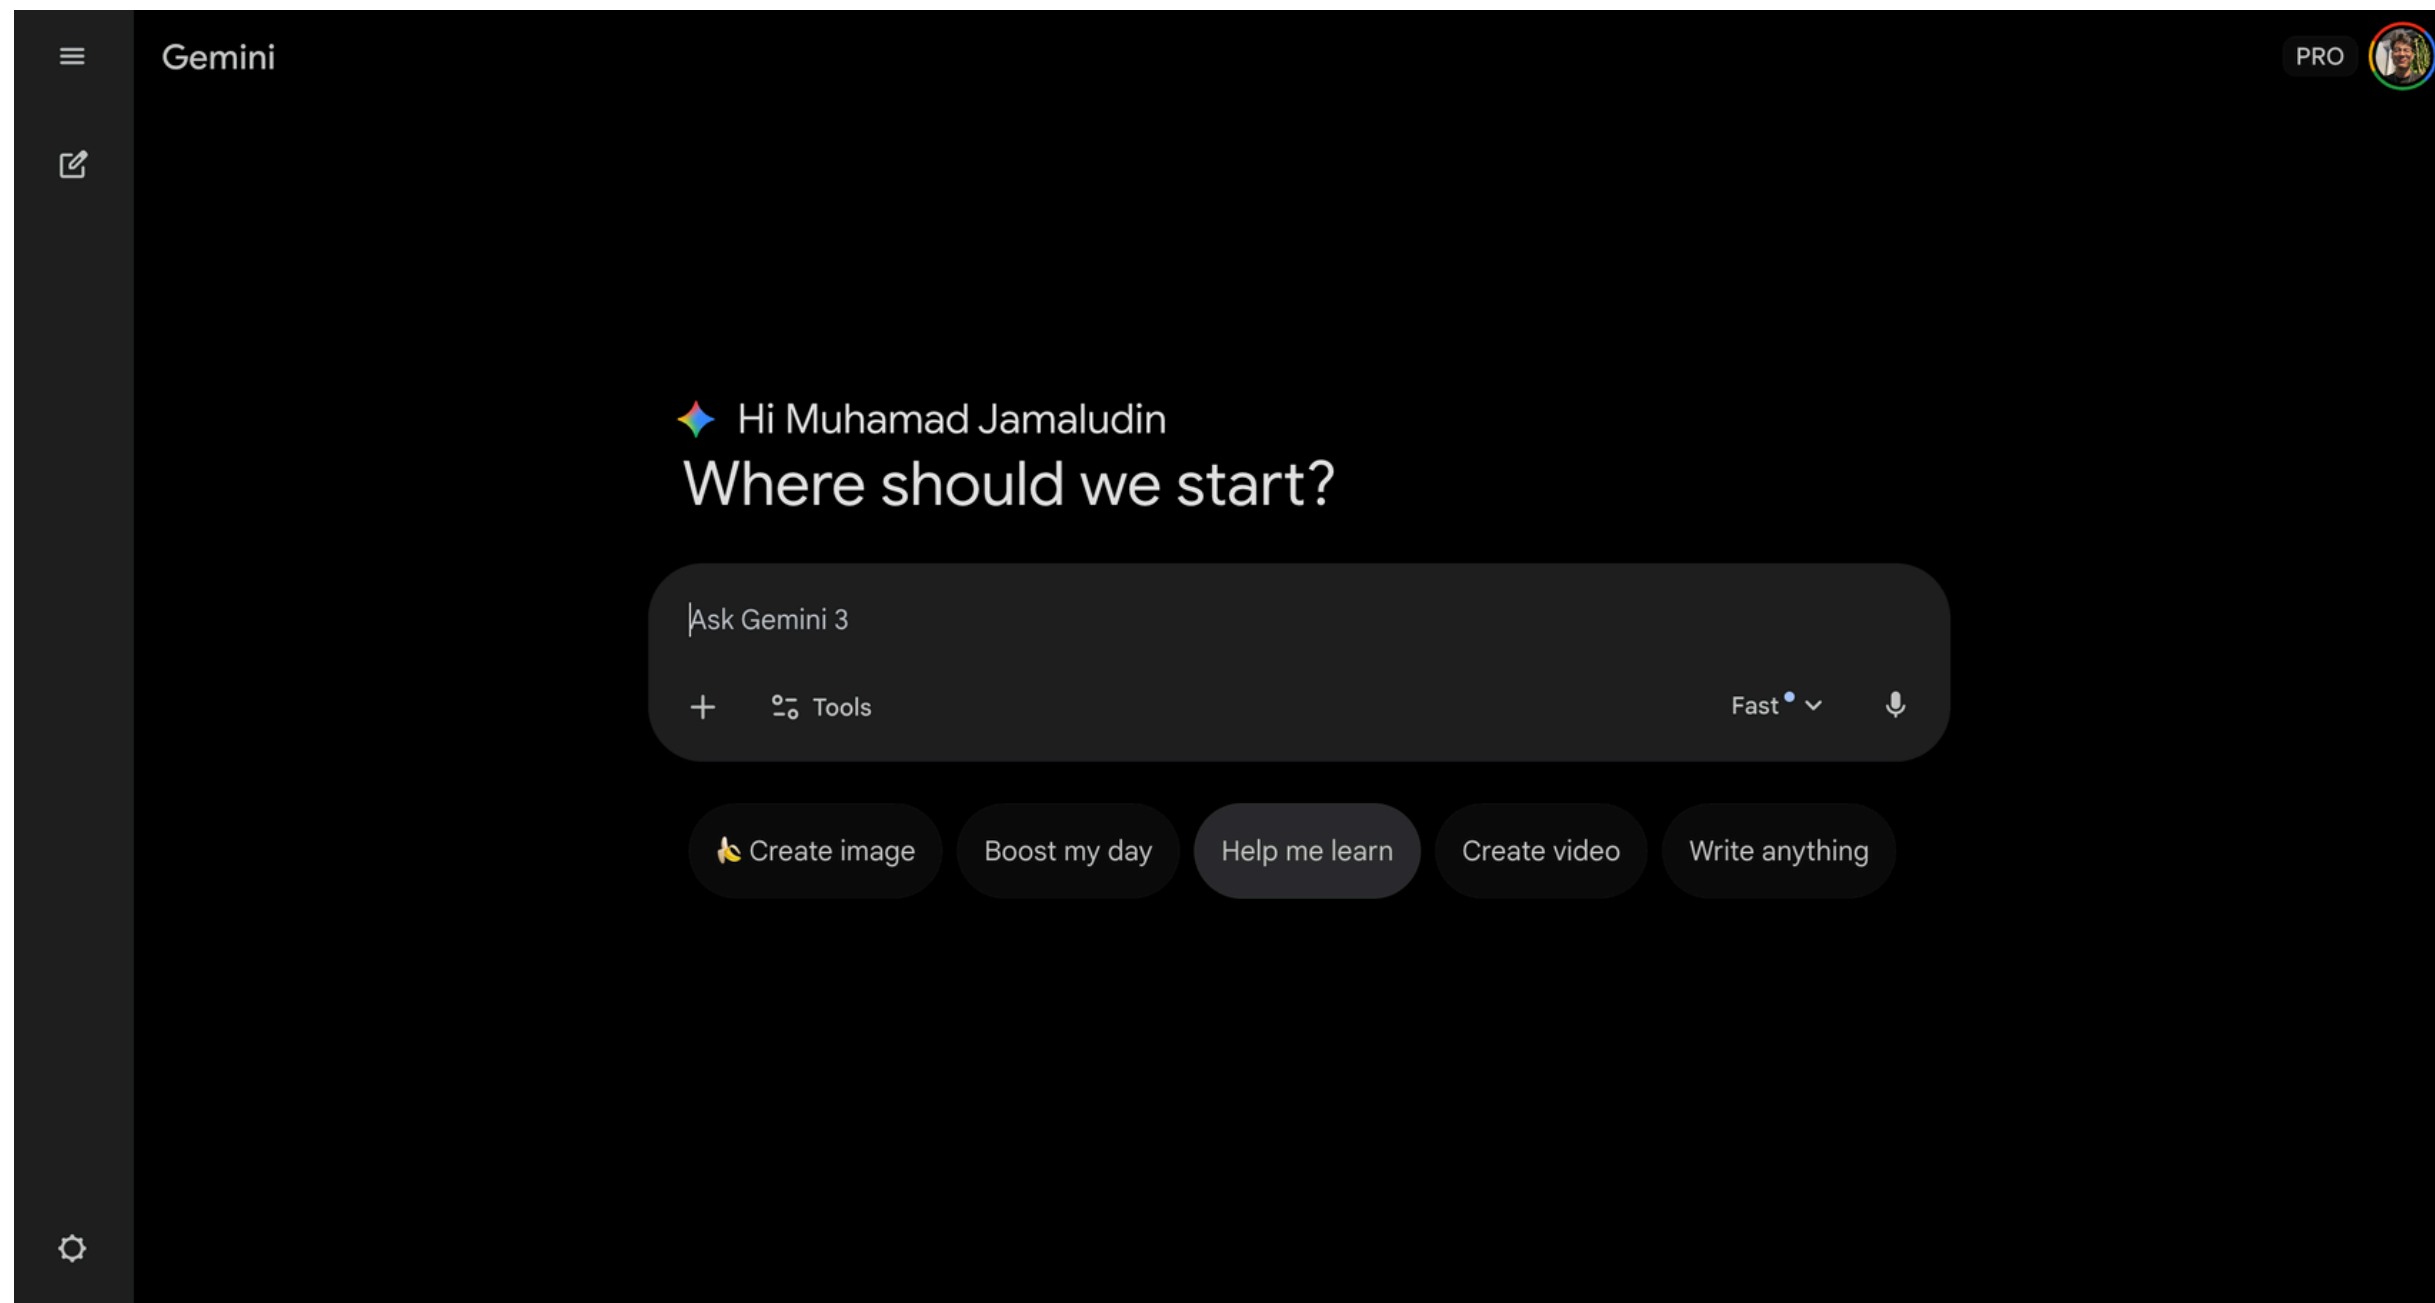 Gemini
PRO
Hi Muhamad Jamaludin
Where should we start?
Ask Gemini 3
Tools
Fast
Create image
Boost my day
Help me learn
Create video
Write anything